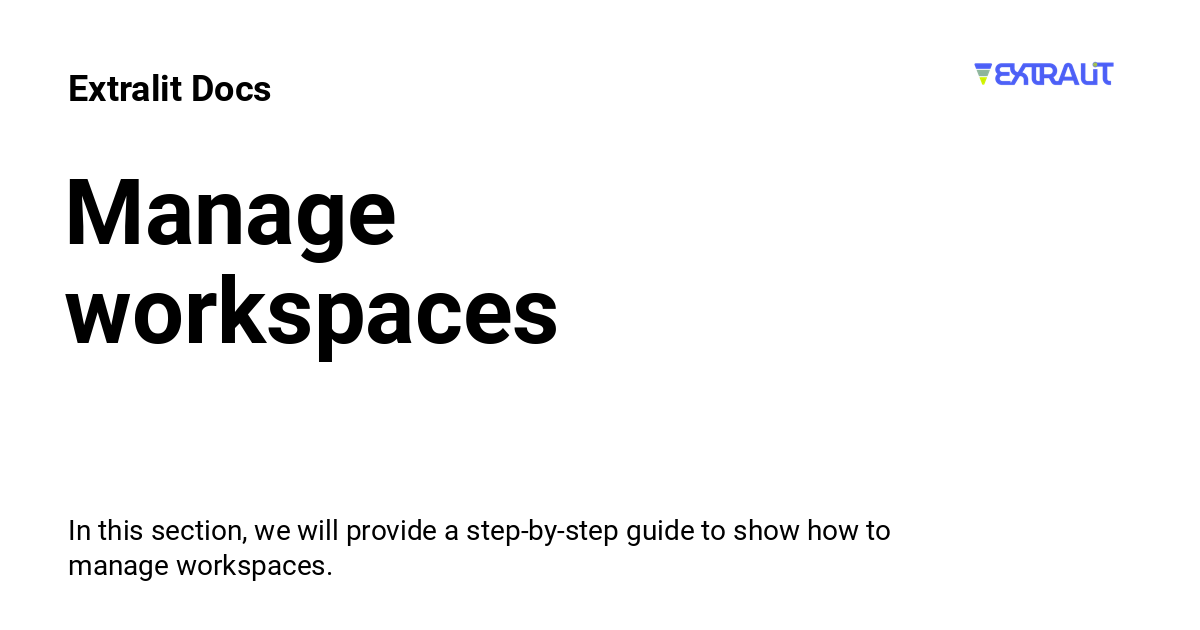 Extralit Docs
EXTRALIT
Manage
workspaces
In this section, we will provide a step-by-step guide to show how to
manage workspaces.